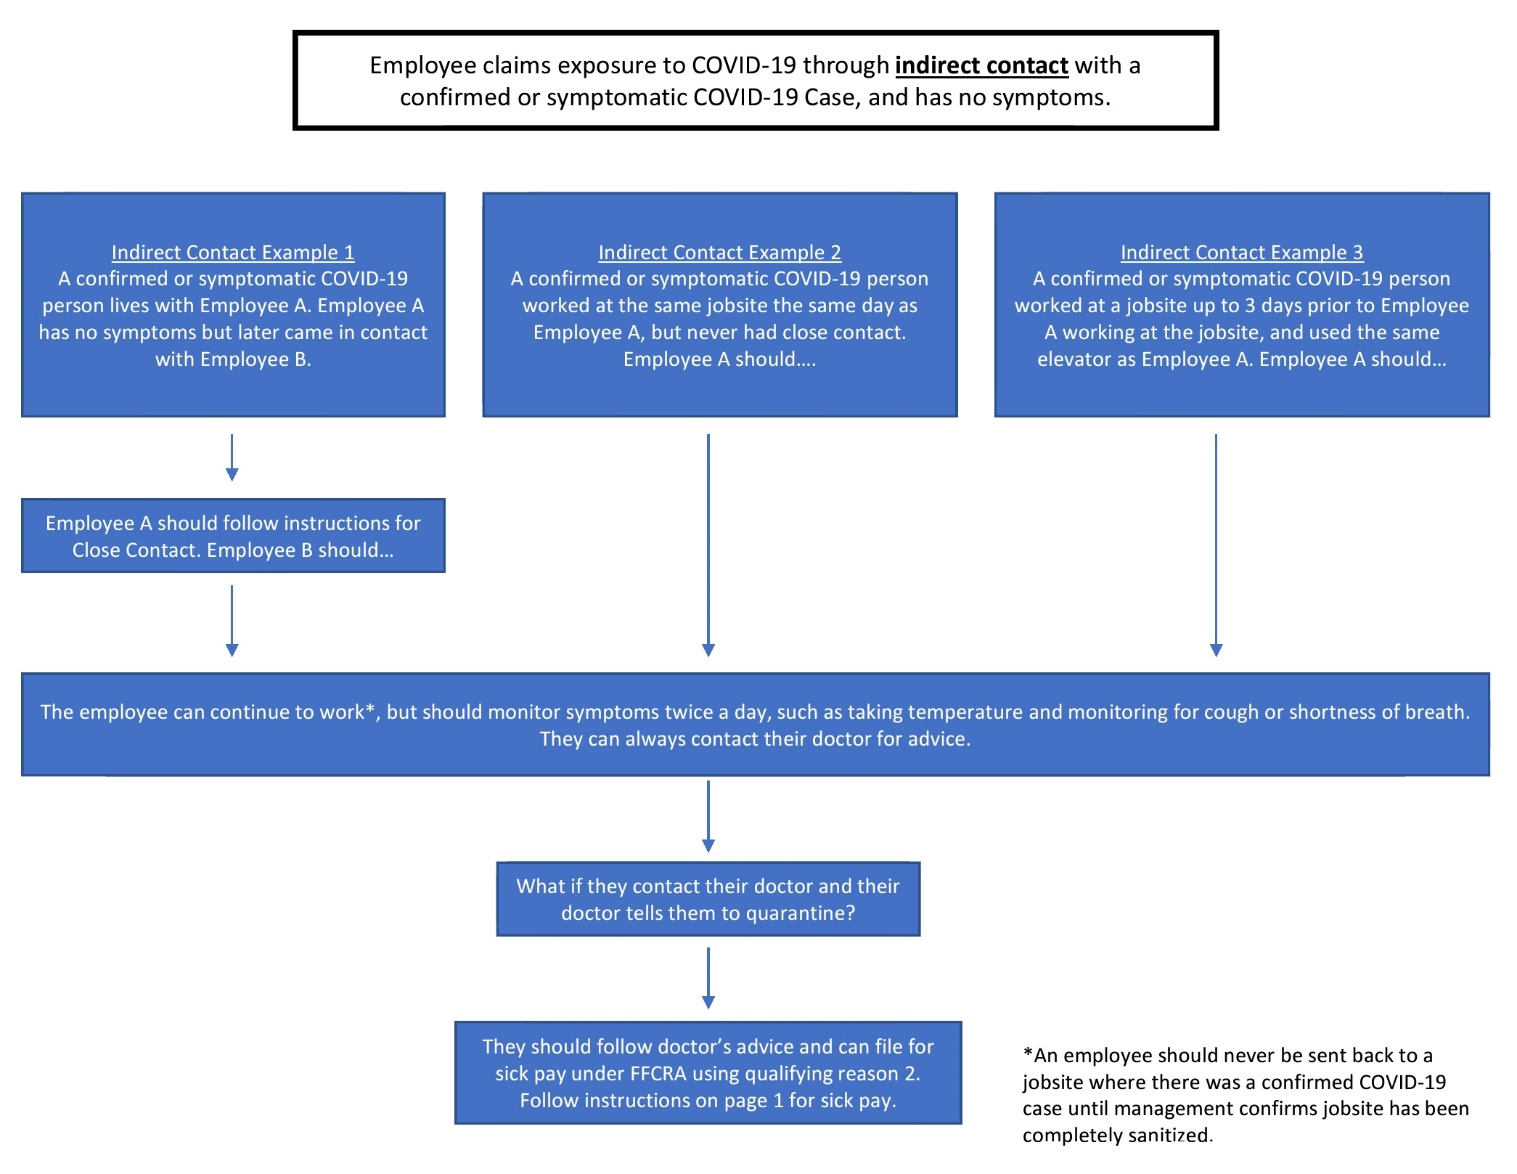 Employee claims exposure to COVID-19 through indirect contact with a
confirmed or symptomatic COVID-19 Case, and has no symptoms.
Indirect Contact Example 1
A confirmed or symptomatic COVID-19
person lives with Employee A. Employee A
has no symptoms but later came in contact
with Employee B.
Indirect Contact Example 2
A confirmed or symptomatic COVID-19 person
worked at the same jobsite the same day as
Employee A, but never had close contact.
Employee A should....
Indirect Contact Example 3
A confirmed or symptomatic COVID-19 person
worked at a jobsite up to 3 days prior to Employee
A working at the jobsite, and used the same
elevator as Employee A. Employee A should...
Employee A should follow instructions for
Close Contact. Employee B should...
The employee can continue to work*, but should monitor symptoms twice a day, such as taking temperature and monitoring for cough or shortness of breath.
They can always contact their doctor for advice.
What if they contact their doctor and their
doctor tells them to quarantine?
They should follow doctor’s advice and can file for
sick pay under FFCRA using qualifying reason 2.
Follow instructions on page 1 for sick pay.
*An employee should never be sent back to a
jobsite where there was a confirmed COVID-19
case until management confirms jobsite has been
completely sanitized.